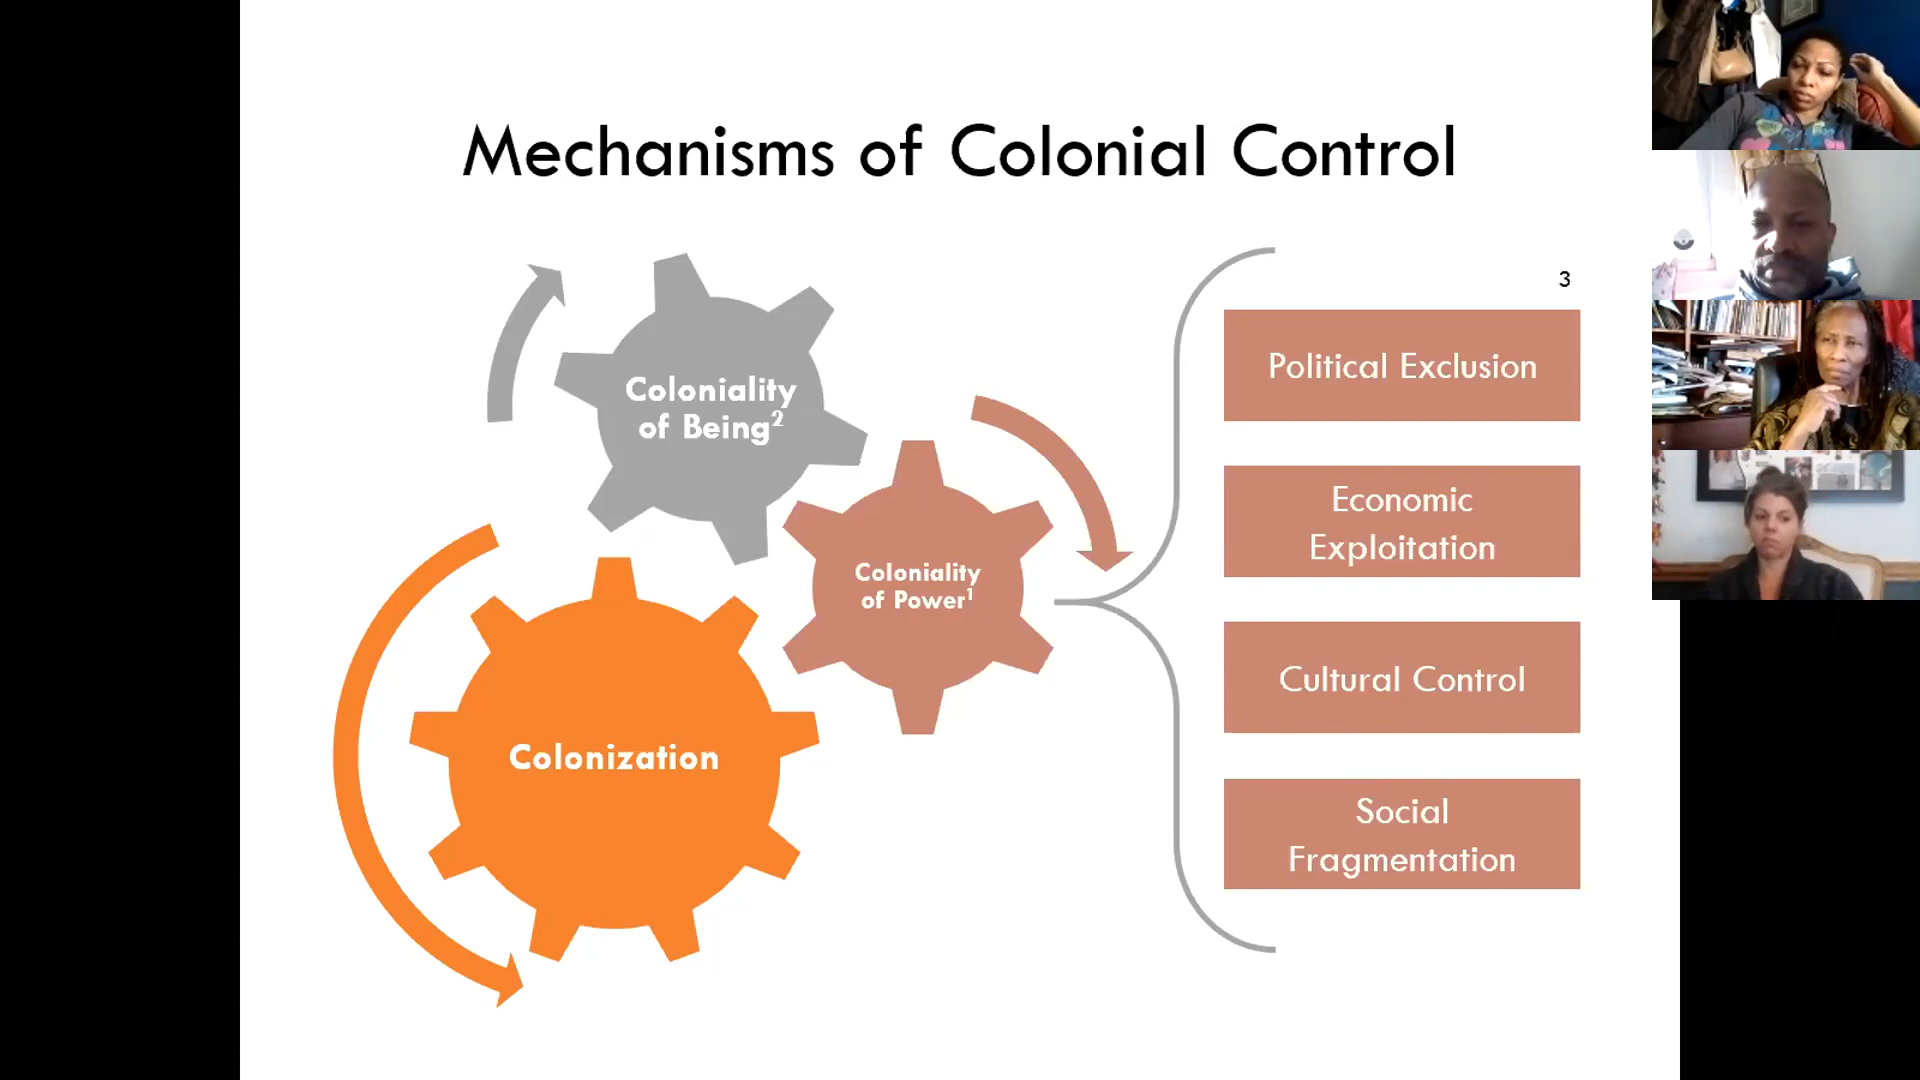 Mechanisms of Colonial Control
3
Coloniality
of Being²
Coloniality
of Power¹
Colonization
Political Exclusion
Economic
Exploitation
Cultural Control
Social
Fragmentation